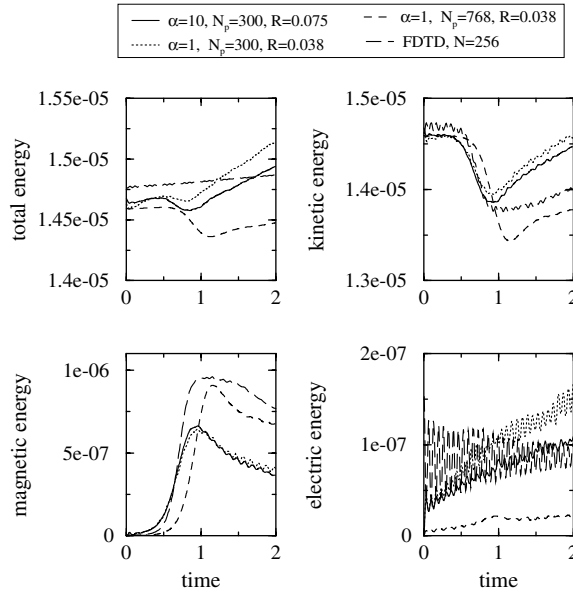 α=10, Np=300, R=0.075
α=1, Np=768, R=0.038
α=1, Np=300, R=0.038
FDTD, N=256
1.55e-05
1.5e-05
1.45e-05
1.4e-05
total energy
0 1 2
1.5e-05
1.4e-05
1.3e-05
kinetic energy
0 1 2
1e-06
5e-07
0
magnetic energy
0 1 2
time
2e-07
1e-07
0
electric energy
0 1 2
time